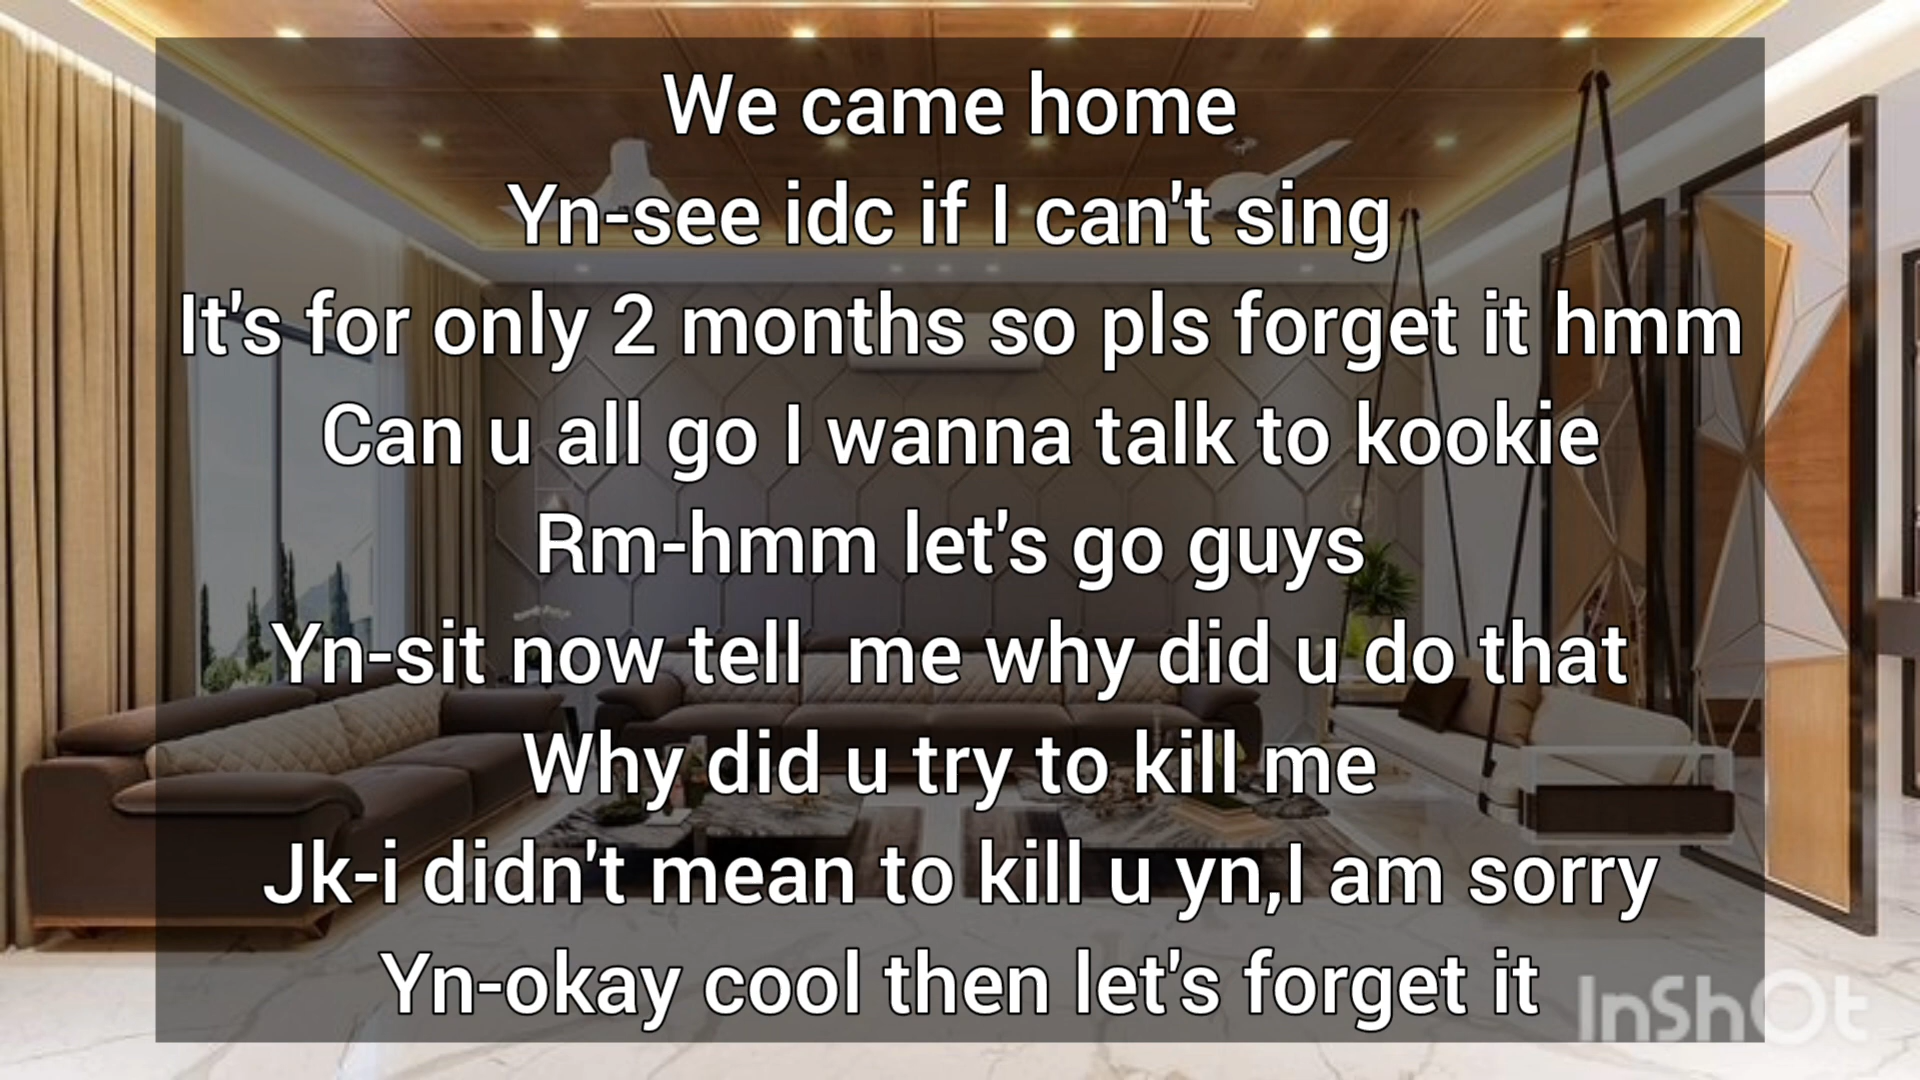 We came home
Yn-see idc if I can't sing
It's for only 2 months so pls forget it hmm
Can u all go I wanna talk to kookie
Rm-hmm let's go guys
Yn-sit now tell  me why did u do that
Why did u try to kill me
Jk-i didn't mean to kill u yn,I am sorry
Yn-okay cool then let's forget it
InShOt